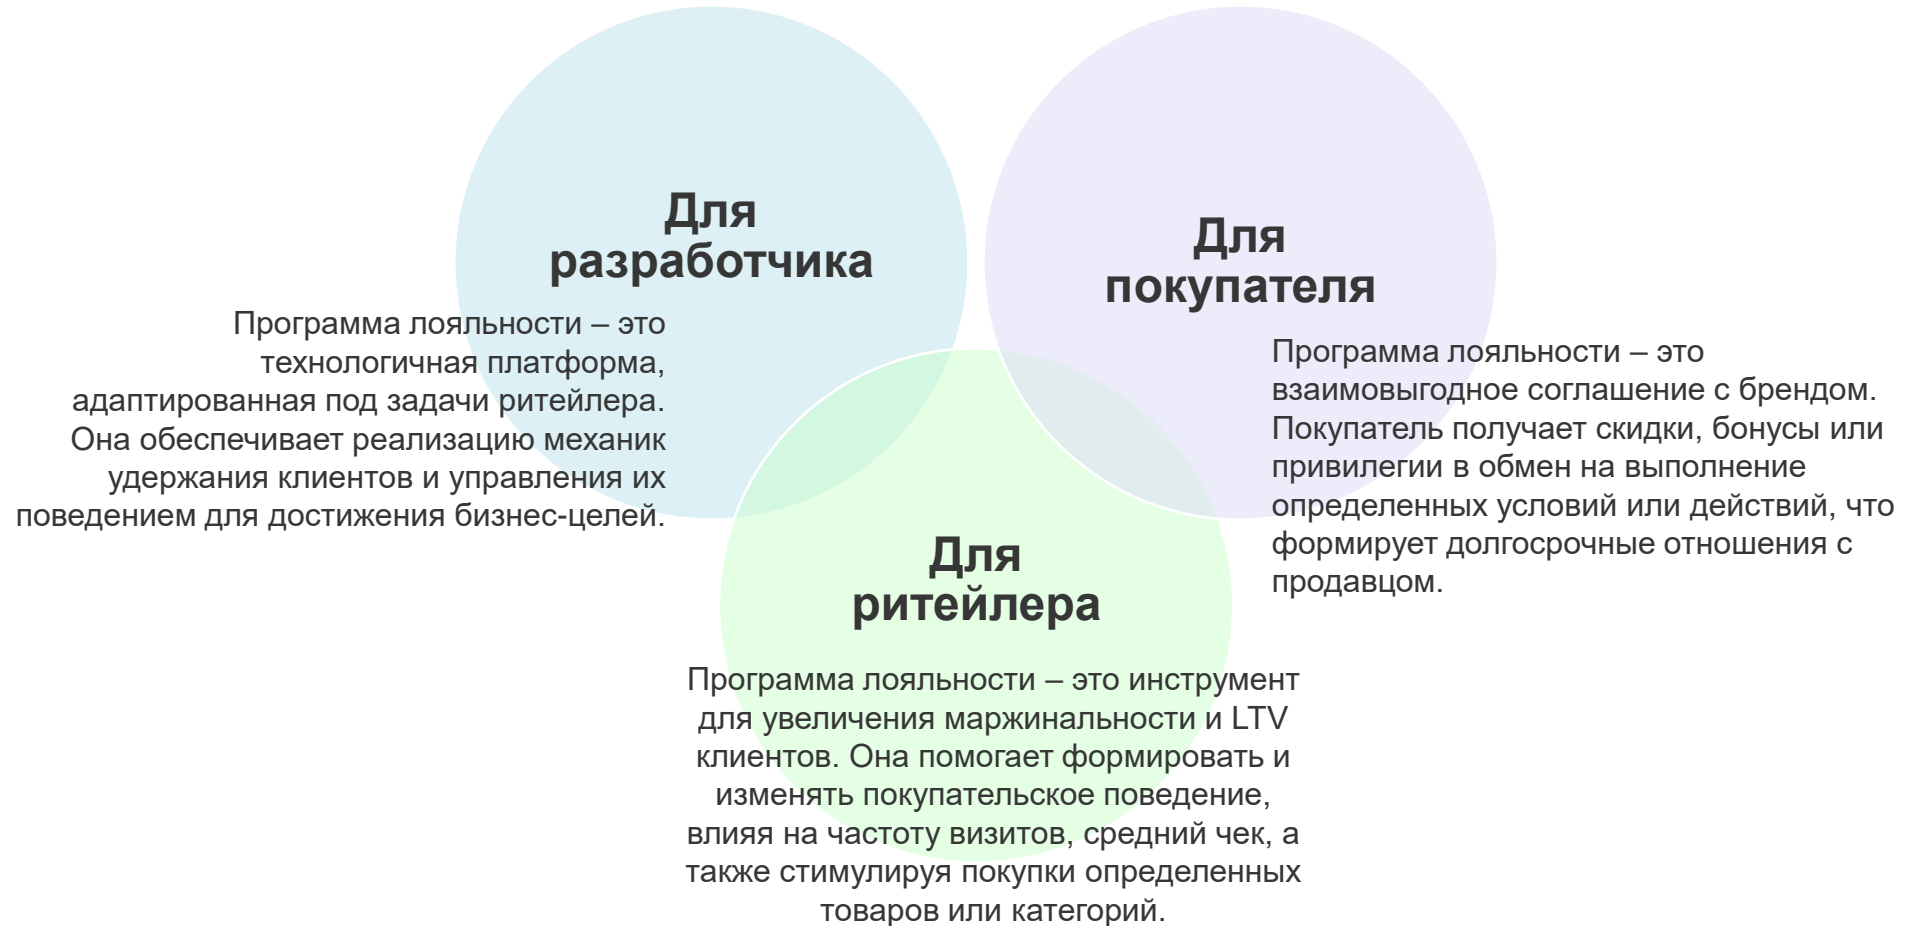 Для
разработчика
Программа лояльности – это
технологичная платформа,
адаптированная под задачи ритейлера.
Она обеспечивает реализацию механик
удержания клиентов и управления их
поведением для достижения бизнес-целей.
Для
покупателя
Программа лояльности – это
взаимовыгодное соглашение с брендом.
Покупатель получает скидки, бонусы или
привилегии в обмен на выполнение
определенных условий или действий, что
формирует долгосрочные отношения с
продавцом.
Для
ритейлера
Программа лояльности – это инструмент
для увеличения маржинальности и LTV
клиентов. Она помогает формировать и
изменять покупательское поведение,
влияя на частоту визитов, средний чек, а
также стимулируя покупки определенных
товаров или категорий.